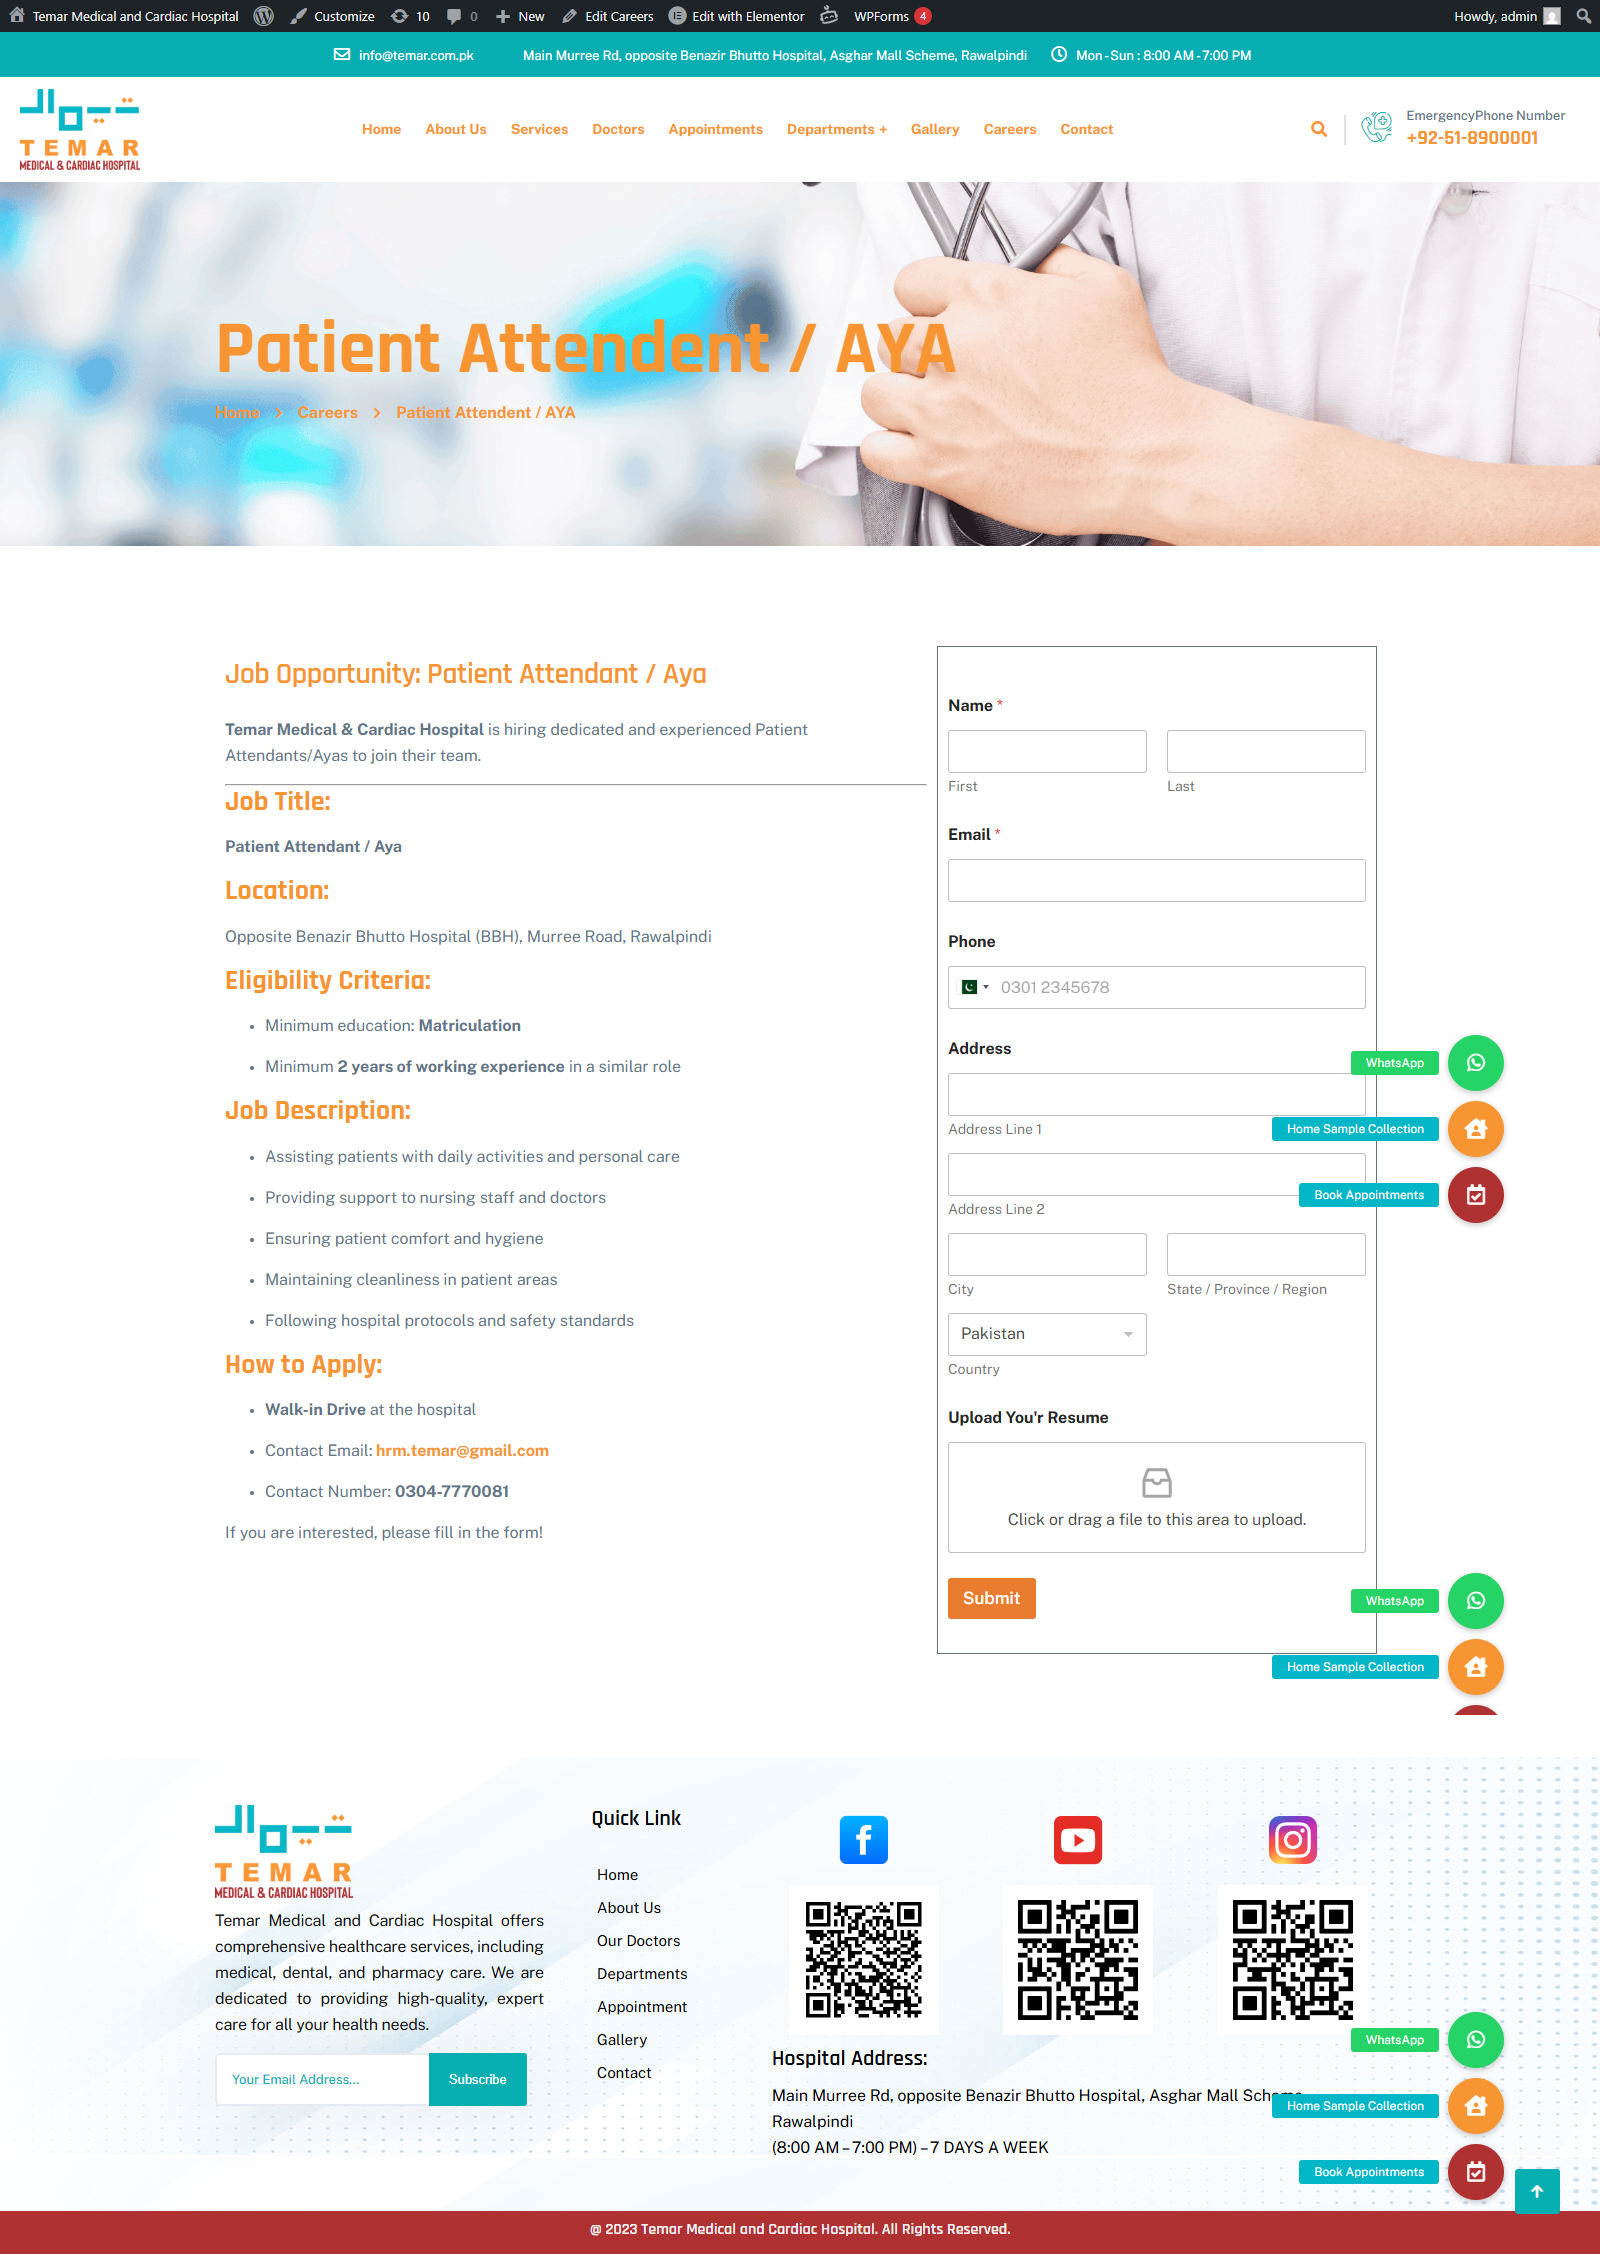 Temar Medical and Cardiac Hospital Customize 10 0 New Edit Careers Edit with Elementor WPForms 4 Howdy, admin
info@temar.com.pk Main Murree Rd, opposite Benazir Bhutto Hospital, Asghar Mall Scheme, Rawalpindi Mon - Sun : 8:00 AM - 7:00 PM
TEMAR
MEDICAL & CARDIAC HOSPITAL
Home About Us Services Doctors Appointments Departments + Gallery Careers Contact
EmergencyPhone Number
+92-51-8900001
Patient Attendent / AYA
Home > Careers > Patient Attendent / AYA
Job Opportunity: Patient Attendant / Aya
Temar Medical & Cardiac Hospital is hiring dedicated and experienced Patient
Attendants/Ayas to join their team.
Job Title:
Patient Attendant / Aya
Location:
Opposite Benazir Bhutto Hospital (BBH), Murree Road, Rawalpindi
Eligibility Criteria:
• Minimum education: Matriculation
• Minimum 2 years of working experience in a similar role
Job Description:
• Assisting patients with daily activities and personal care
• Providing support to nursing staff and doctors
• Ensuring patient comfort and hygiene
• Maintaining cleanliness in patient areas
• Following hospital protocols and safety standards
How to Apply:
• Walk-in Drive at the hospital
• Contact Email: hrm.temar@gmail.com
• Contact Number: 0304-7770081
If you are interested, please fill in the form!
Name *
First Last
Email *
Phone
0301 2345678
Address
Address Line 1
Address Line 2
City State / Province / Region
Pakistan
Country
Upload You'r Resume
Click or drag a file to this area to upload.
Submit
WhatsApp
Home Sample Collection
Book Appointments
WhatsApp
Home Sample Collection
TEMAR
MEDICAL & CARDIAC HOSPITAL
Temar Medical and Cardiac Hospital offers
comprehensive healthcare services, including
medical, dental, and pharmacy care. We are
dedicated to providing high-quality, expert
care for all your health needs.
Your Email Address... Subscribe
Quick Link
Home
About Us
Our Doctors
Departments
Appointment
Gallery
Contact
Hospital Address:
Main Murree Rd, opposite Benazir Bhutto Hospital, Asghar Mall
Rawalpindi
(8:00 AM – 7:00 PM) – 7 DAYS A WEEK
WhatsApp
Home Sample Collection
Book Appointments
@ 2023 Temar Medical and Cardiac Hospital. All Rights Reserved.